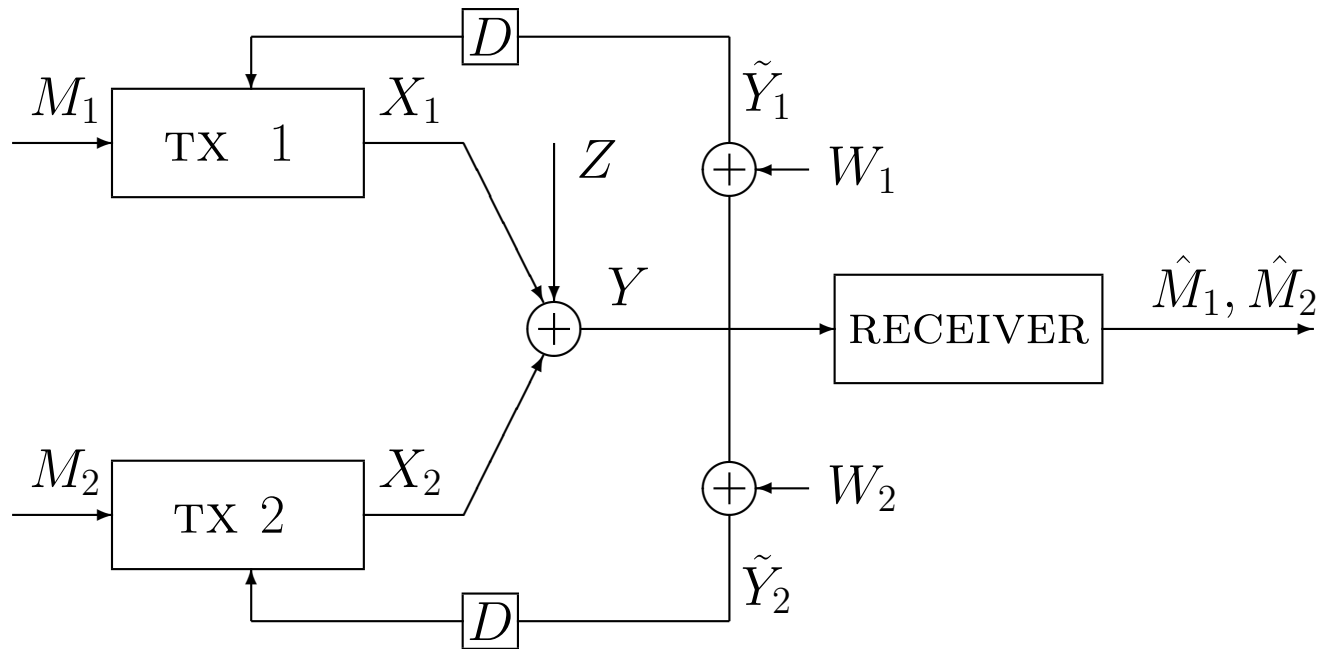 D
Ỹ₁
M₁
TX 1
X₁
Z
W₁
Y
RECEIVER
M̂₁, M̂₂
M₂
TX 2
X₂
W₂
Ỹ₂
D